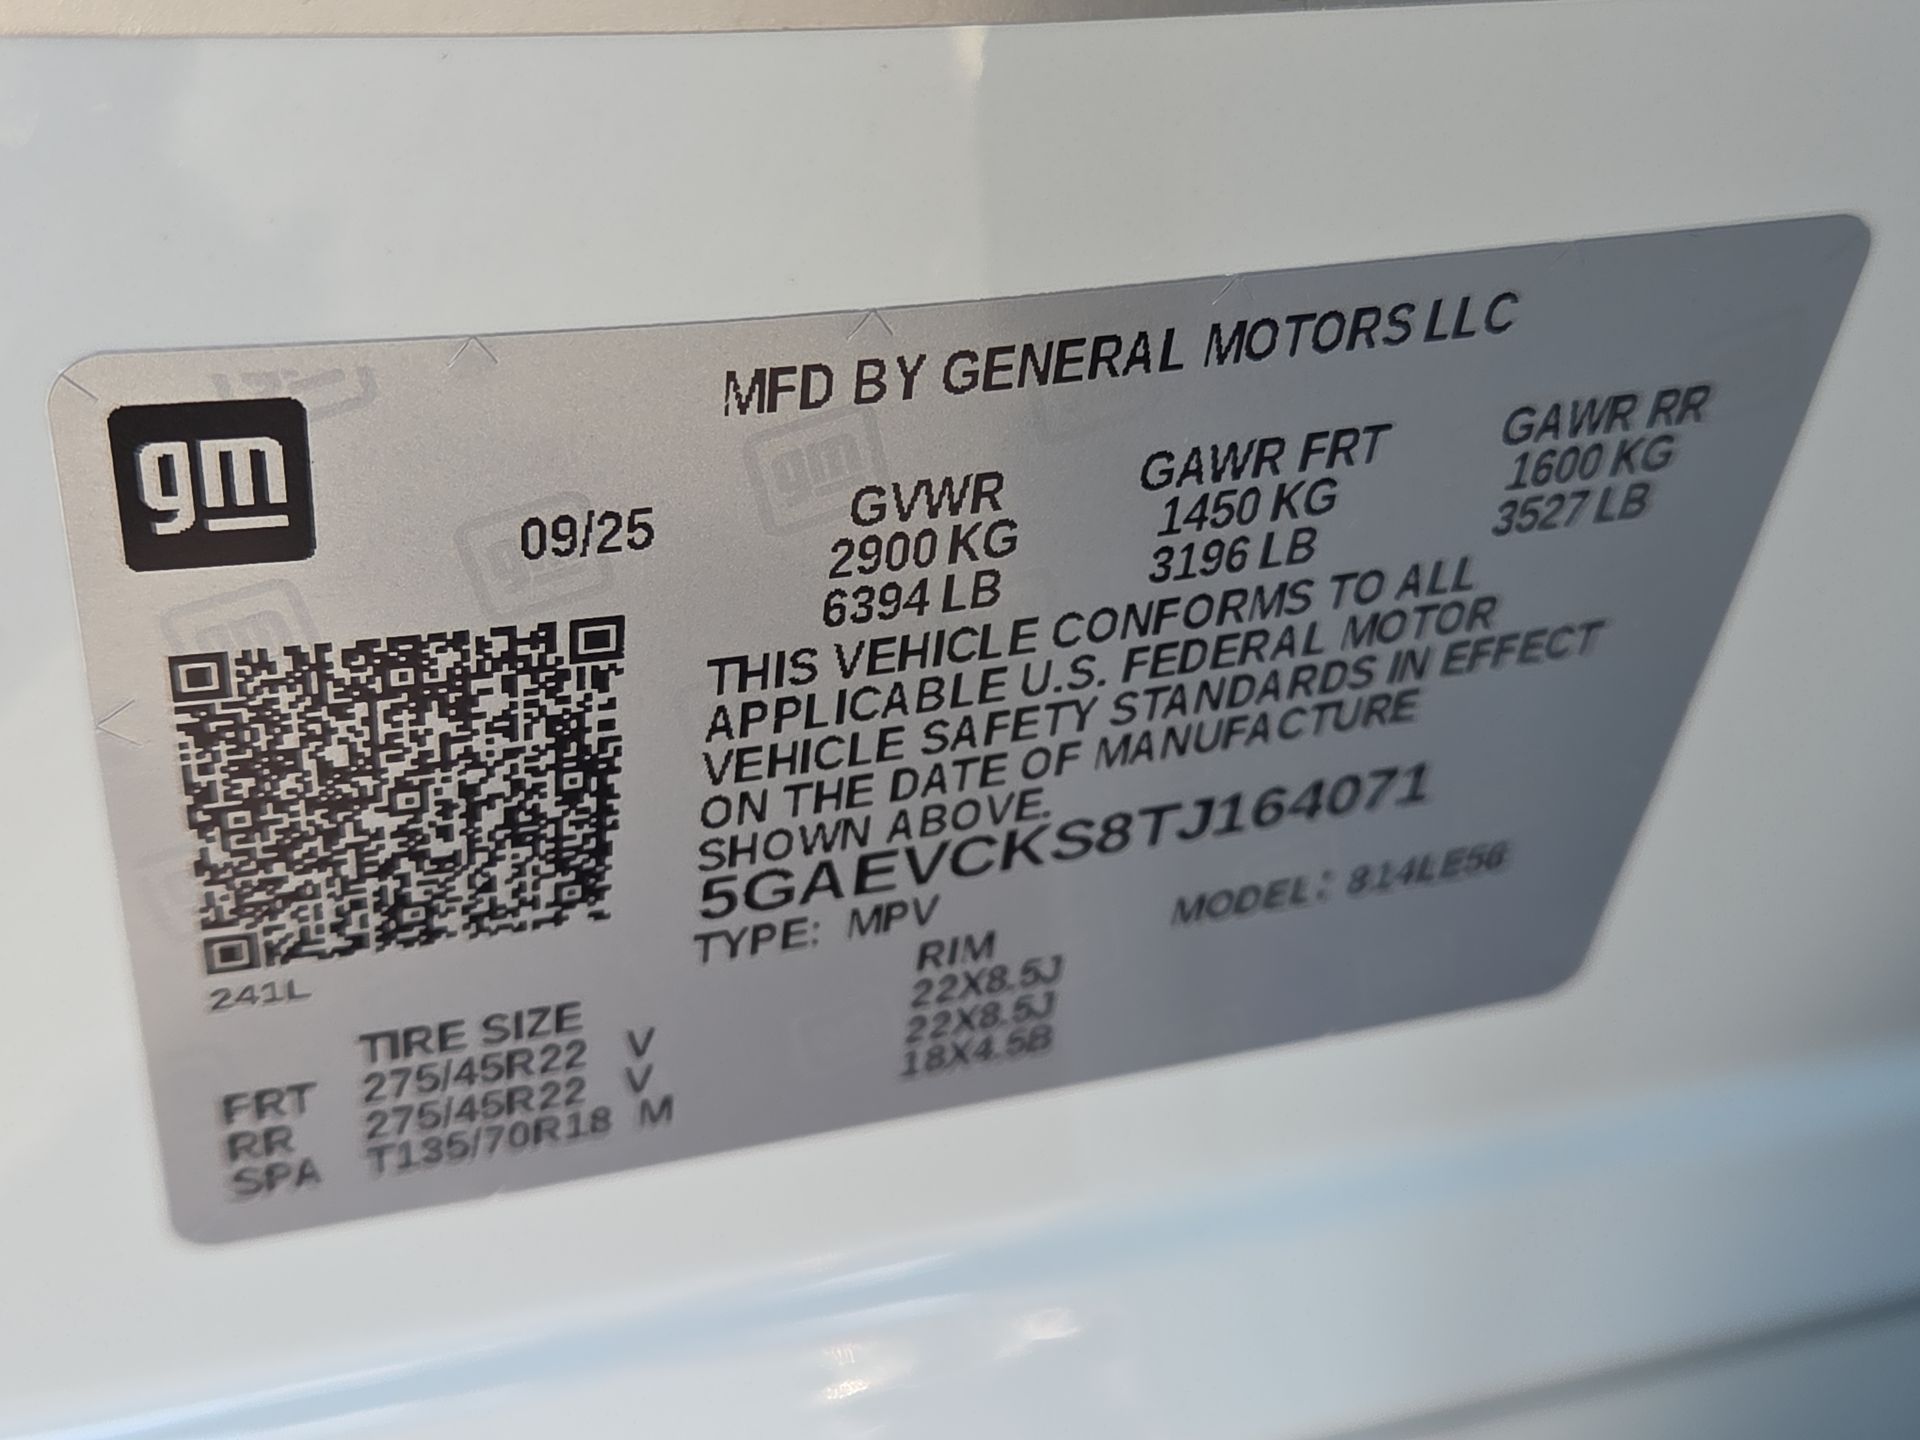 gm
MFD BY GENERAL MOTORS LLC
09/25
GVWR GAWR FRT GAWR RR
2900 KG 1450 KG 1600 KG
6394 LB 3196 LB 3527 LB
THIS VEHICLE CONFORMS TO ALL
APPLICABLE U.S. FEDERAL MOTOR
VEHICLE SAFETY STANDARDS IN EFFECT
ON THE DATE OF MANUFACTURE
SHOWN ABOVE.
5GAEVCKS8TJ164071
TYPE: MPV MODEL: 814LE56
241L
TIRE SIZE RIM
FRT 275/45R22 V 22X8.5J
RR 275/45R22 V 22X8.5J
SPA T135/70R18 M 18X4.5B